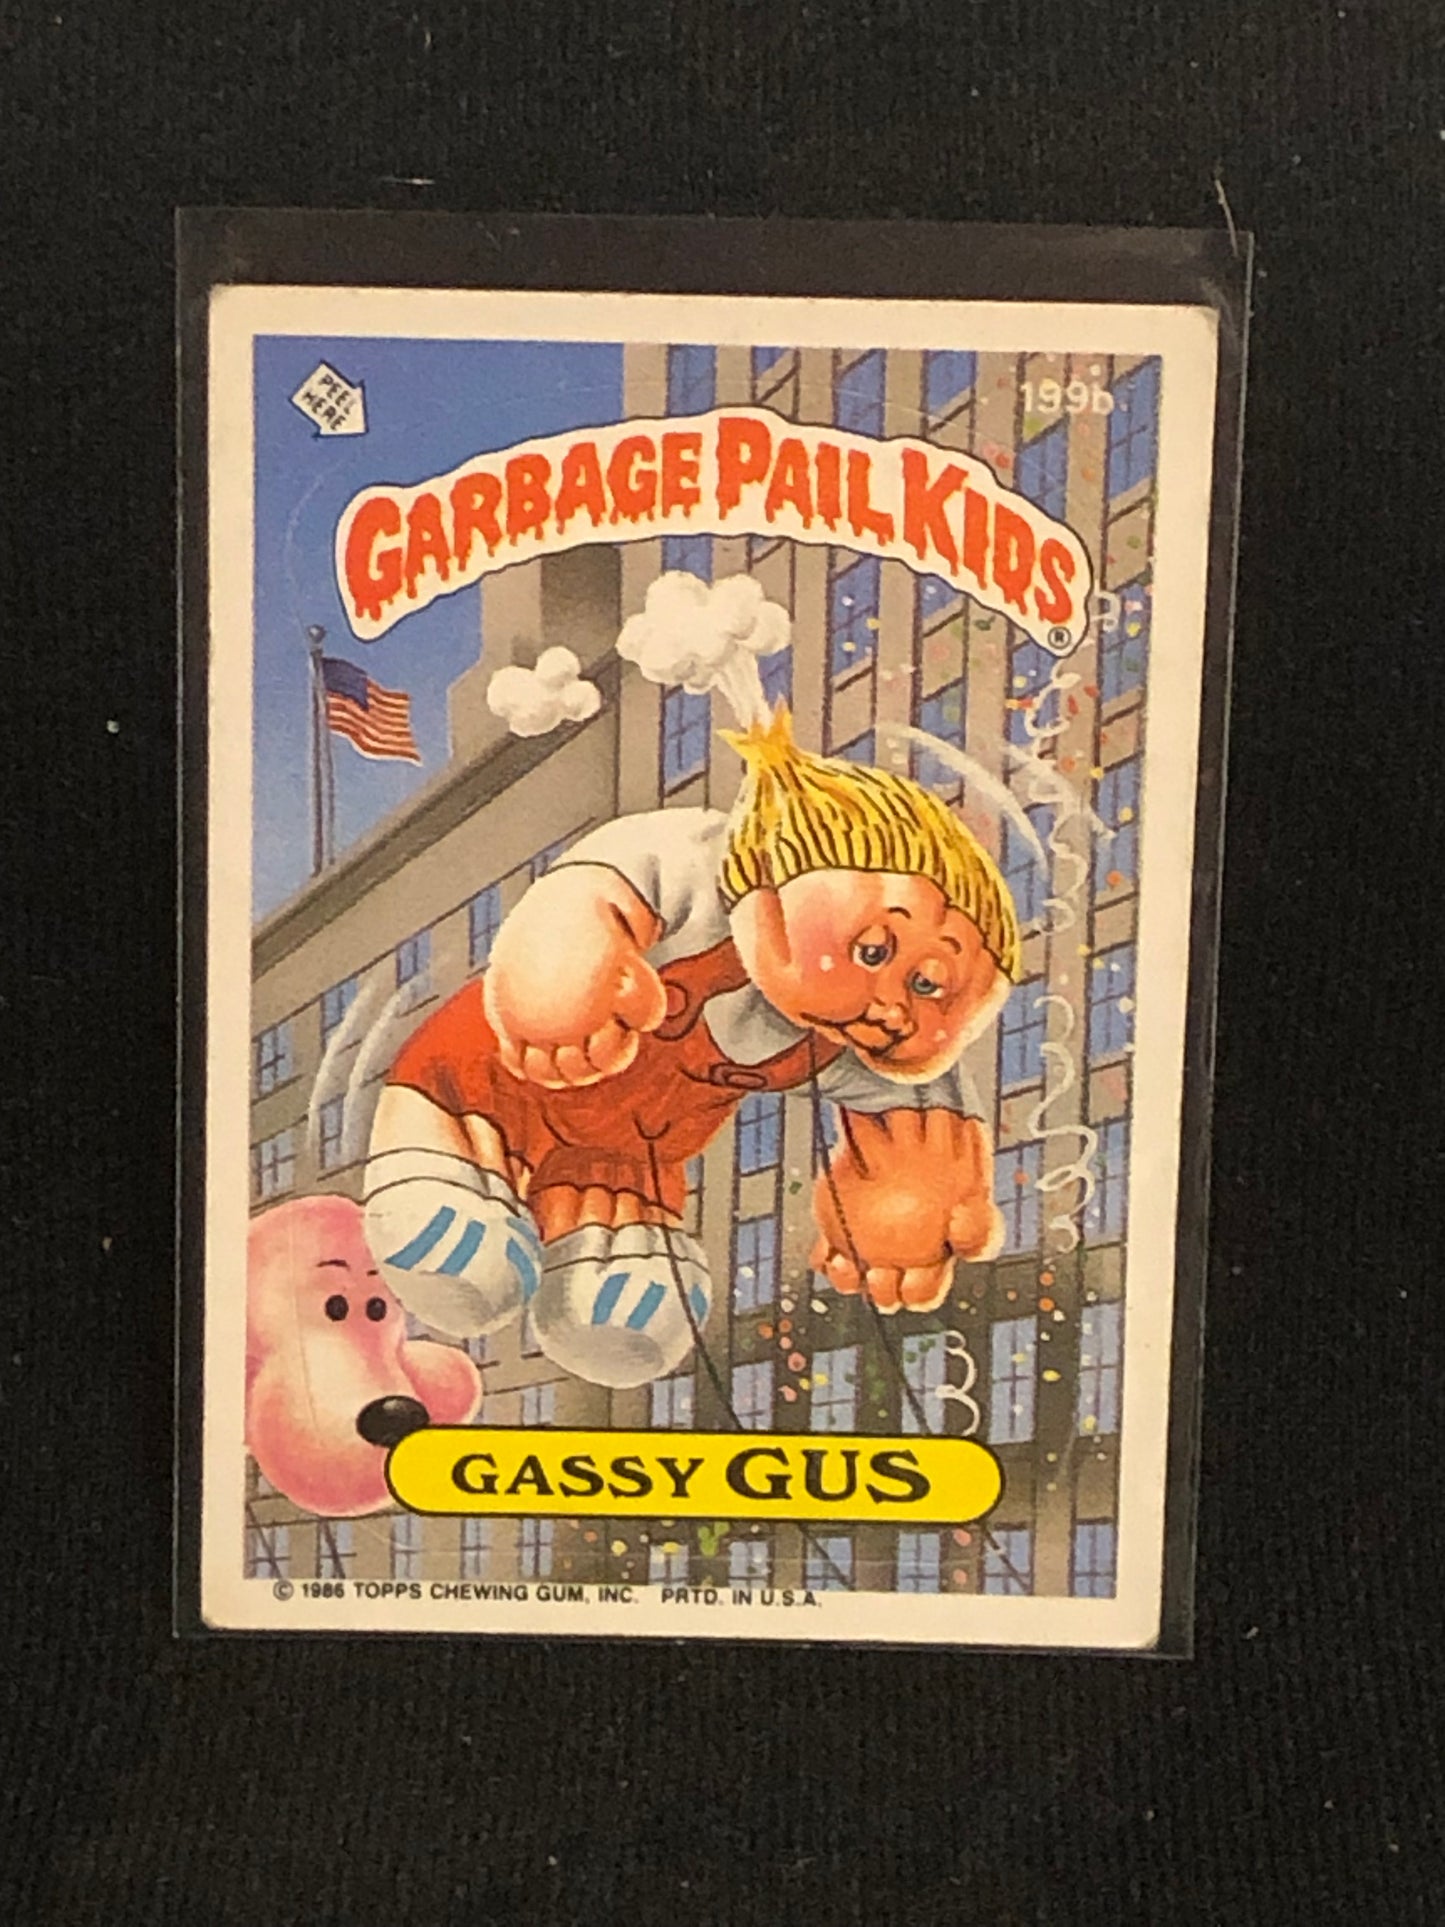 PEEL
HERE
199b
GARBAGE PAIL KIDS
®
GASSY GUS
© 1986 TOPPS CHEWING GUM, INC. PRTD. IN U.S.A.